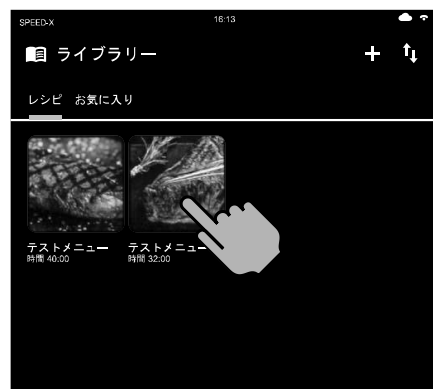 SPEED-X 16:13
ライブラリー
レシピ お気に入り
テストメニュー テストメニュー
時間 40:00 時間 32:00